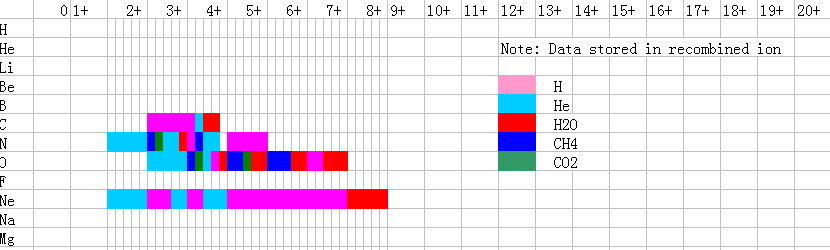 0 1+ 2+ 3+ 4+ 5+ 6+ 7+ 8+ 9+ 10+ 11+ 12+ 13+ 14+ 15+ 16+ 17+ 18+ 19+ 20+
H
He
Note: Data stored in recombined ion
Li
Be
H
B
He
C
H2O
N
CH4
O
CO2
F
Ne
Na
Mg